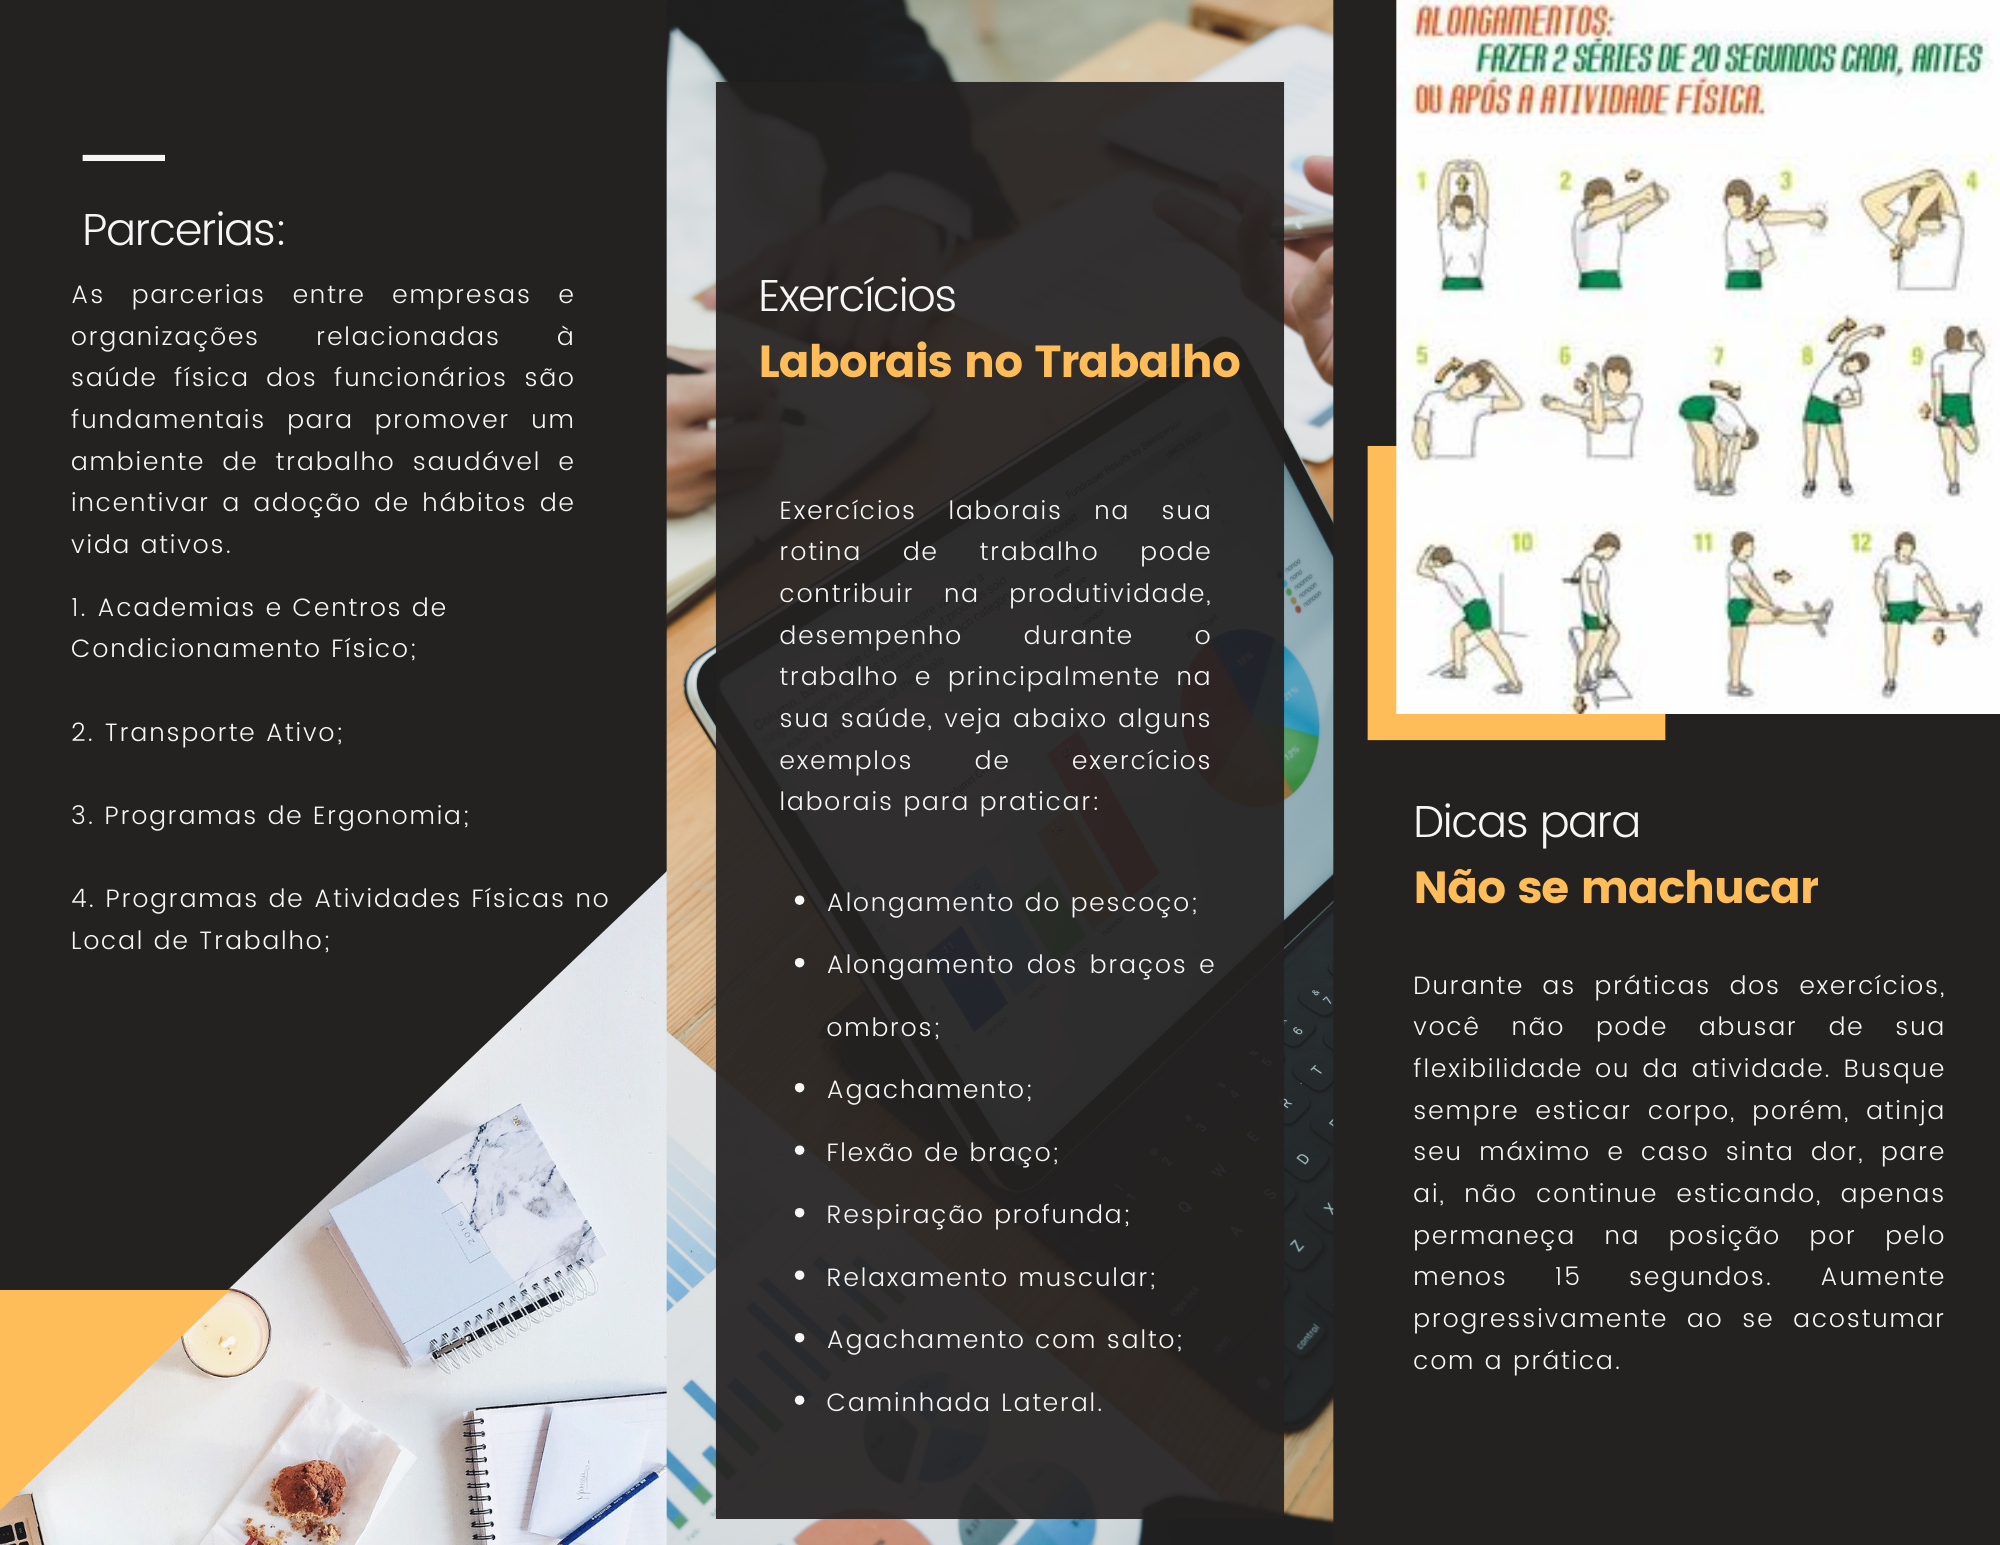 Parcerias:
As parcerias entre empresas e
organizações relacionadas à
saúde física dos funcionários são
fundamentais para promover um
ambiente de trabalho saudável e
incentivar a adoção de hábitos de
vida ativos.
1. Academias e Centros de
Condicionamento Físico;
2. Transporte Ativo;
3. Programas de Ergonomia;
4. Programas de Atividades Físicas no
Local de Trabalho;
2016
Exercícios
Laborais no Trabalho
Exercícios laborais na sua
rotina de trabalho pode
contribuir na produtividade,
desempenho durante o
trabalho e principalmente na
sua saúde, veja abaixo alguns
exemplos de exercícios
laborais para praticar:
Alongamento do pescoço;
Alongamento dos braços e
ombros;
Agachamento;
Flexão de braço;
Respiração profunda;
Relaxamento muscular;
Agachamento com salto;
Caminhada Lateral.
13%
control
ALONGAMENTOS:
FAZER 2 SÉRIES DE 20 SEGUNDOS CADA, ANTES
OU APÓS A ATIVIDADE FÍSICA.
1 2 3 4
5 6 7 8 9
10 11 12
Dicas para
Não se machucar
Durante as práticas dos exercícios,
você não pode abusar de sua
flexibilidade ou da atividade. Busque
sempre esticar corpo, porém, atinja
seu máximo e caso sinta dor, pare
ai, não continue esticando, apenas
permaneça na posição por pelo
menos 15 segundos. Aumente
progressivamente ao se acostumar
com a prática.